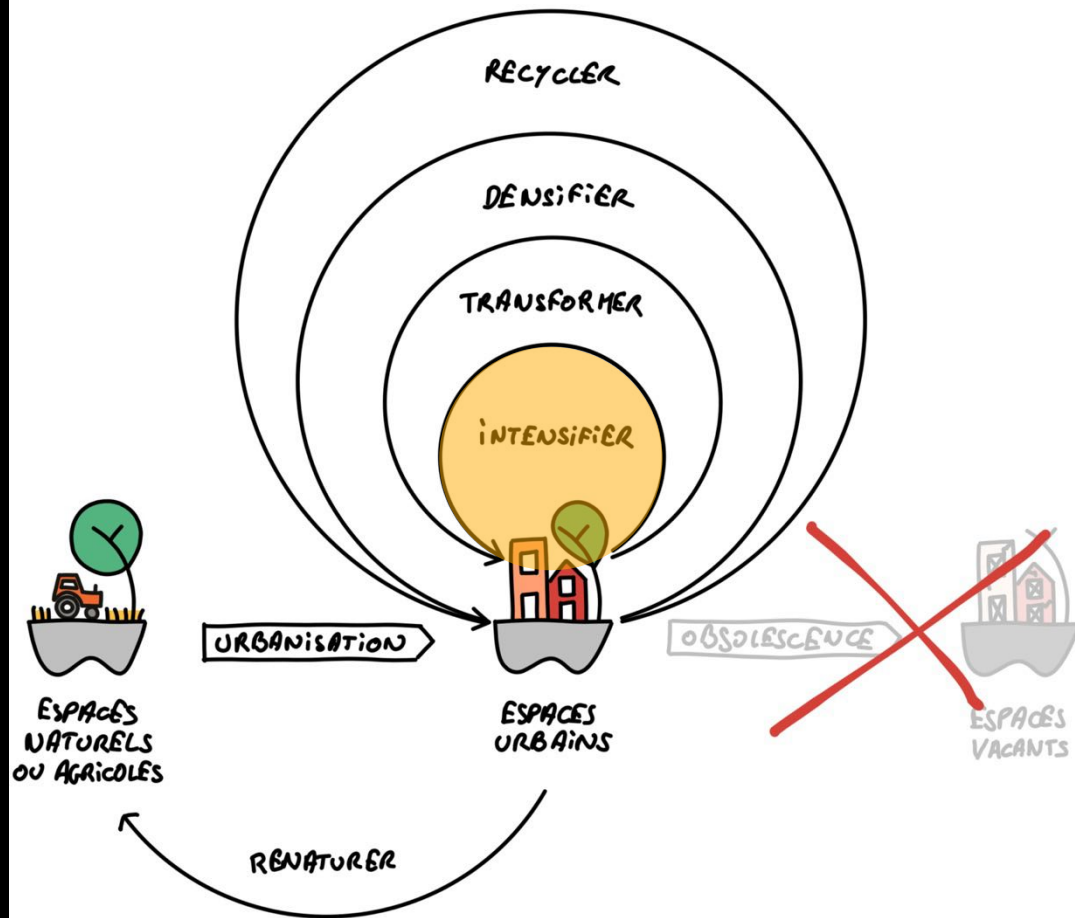 RECYCLER
DENSIFIER
TRANSFORMER
INTENSIFIER
URBANISATION
OBSOLESCENCE
ESPACES
NATURELS
OU AGRICOLES
ESPACES
URBAINS
ESPACES
VACANTS
RENATURER